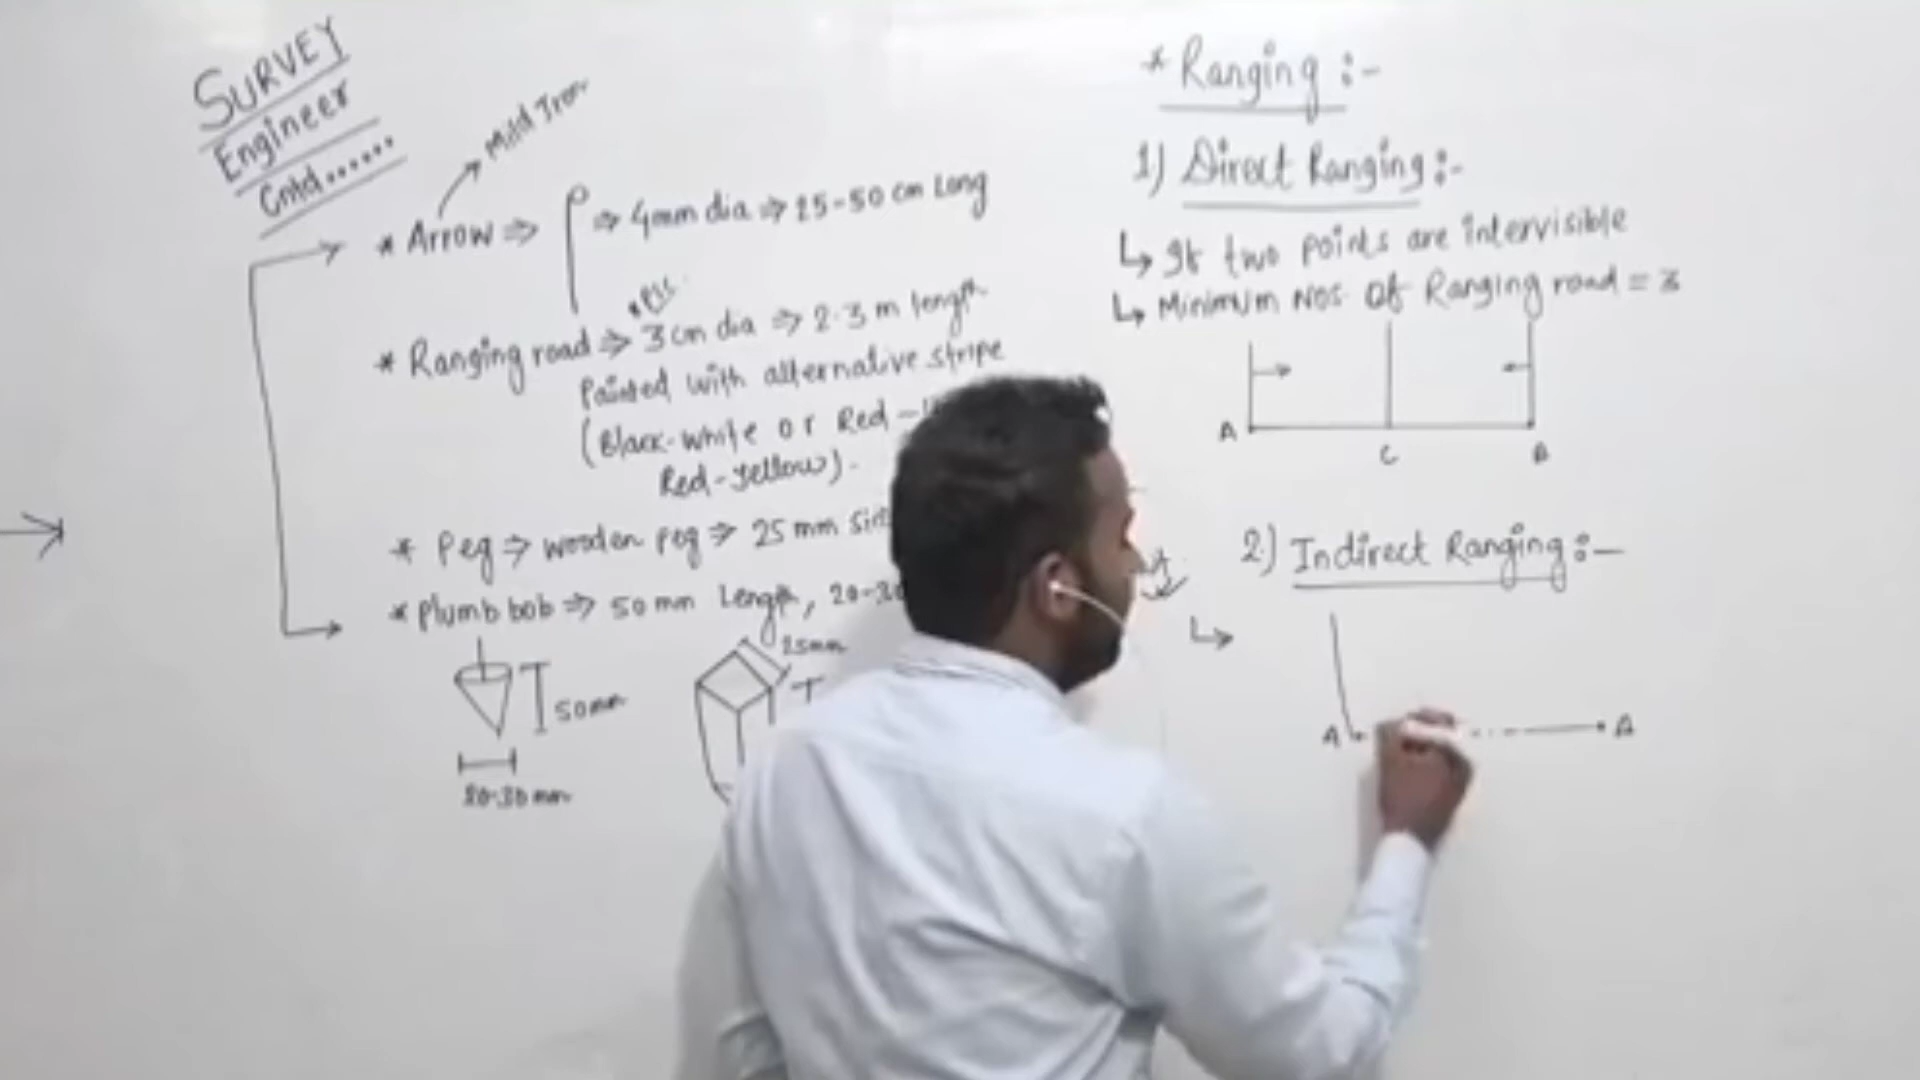 SURVEY
Engineer
Cntd......
Mild Iron
* Arrow ⇒ ⇒ 4mm dia ⇒ 25-50 cm Long
* Ranging road ⇒ 3 cm dia ⇒ 2-3 m length
Painted with alternative stripe
(Black-white or Red-
Red-yellow).
* Peg ⇒ wooden peg ⇒ 25 mm
* Plumb bob ⇒ 50 mm Length, 20-30
25mm
50mm
20-30 mm
* Ranging :-
1) Direct Ranging :-
↳ If two points are intervisible
↳ Minimum Nos. Of Ranging road = 3
A C B
2) Indirect Ranging :-
↳
A B